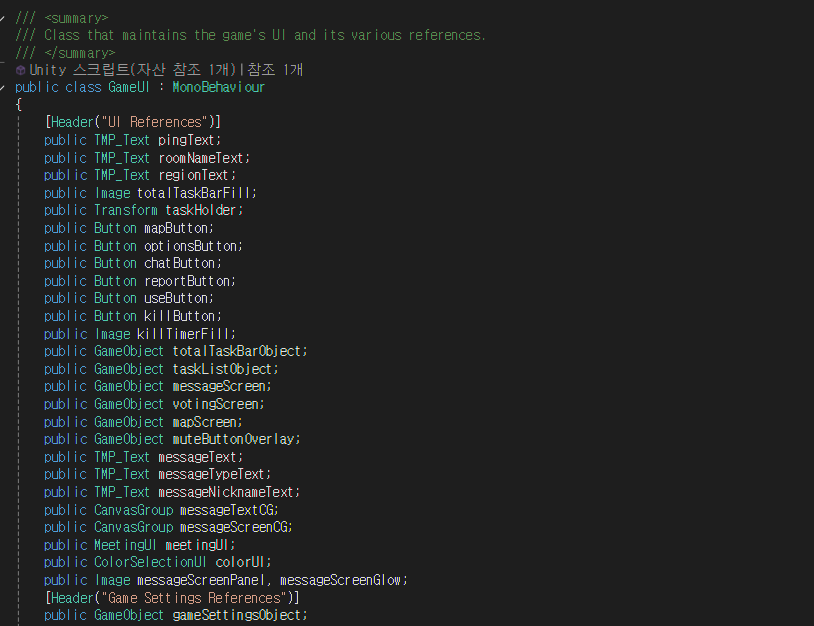 /// <summary>
/// Class that maintains the game's UI and its various references.
/// </summary>
Unity 스크립트(자산 참조 1개)|참조 1개
public class GameUI : MonoBehaviour
{
[Header("UI References")]
public TMP_Text pingText;
public TMP_Text roomNameText;
public TMP_Text regionText;
public Image totalTaskBarFill;
public Transform taskHolder;
public Button mapButton;
public Button optionsButton;
public Button chatButton;
public Button reportButton;
public Button useButton;
public Button killButton;
public Image killTimerFill;
public GameObject totalTaskBarObject;
public GameObject taskListObject;
public GameObject messageScreen;
public GameObject votingScreen;
public GameObject mapScreen;
public GameObject muteButtonOverlay;
public TMP_Text messageText;
public TMP_Text messageTypeText;
public TMP_Text messageNicknameText;
public CanvasGroup messageTextCG;
public CanvasGroup messageScreenCG;
public MeetingUI meetingUI;
public ColorSelectionUI colorUI;
public Image messageScreenPanel, messageScreenGlow;
[Header("Game Settings References")]
public GameObject gameSettingsObject;